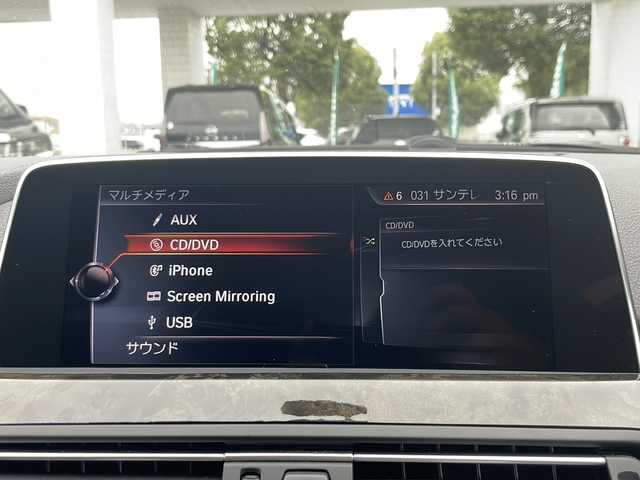 マルチメディア
6 031 サンテレ 3:16 pm
AUX
CD/DVD
iPhone
Screen Mirroring
USB
サウンド
CD/DVD
CD/DVDを入れてください